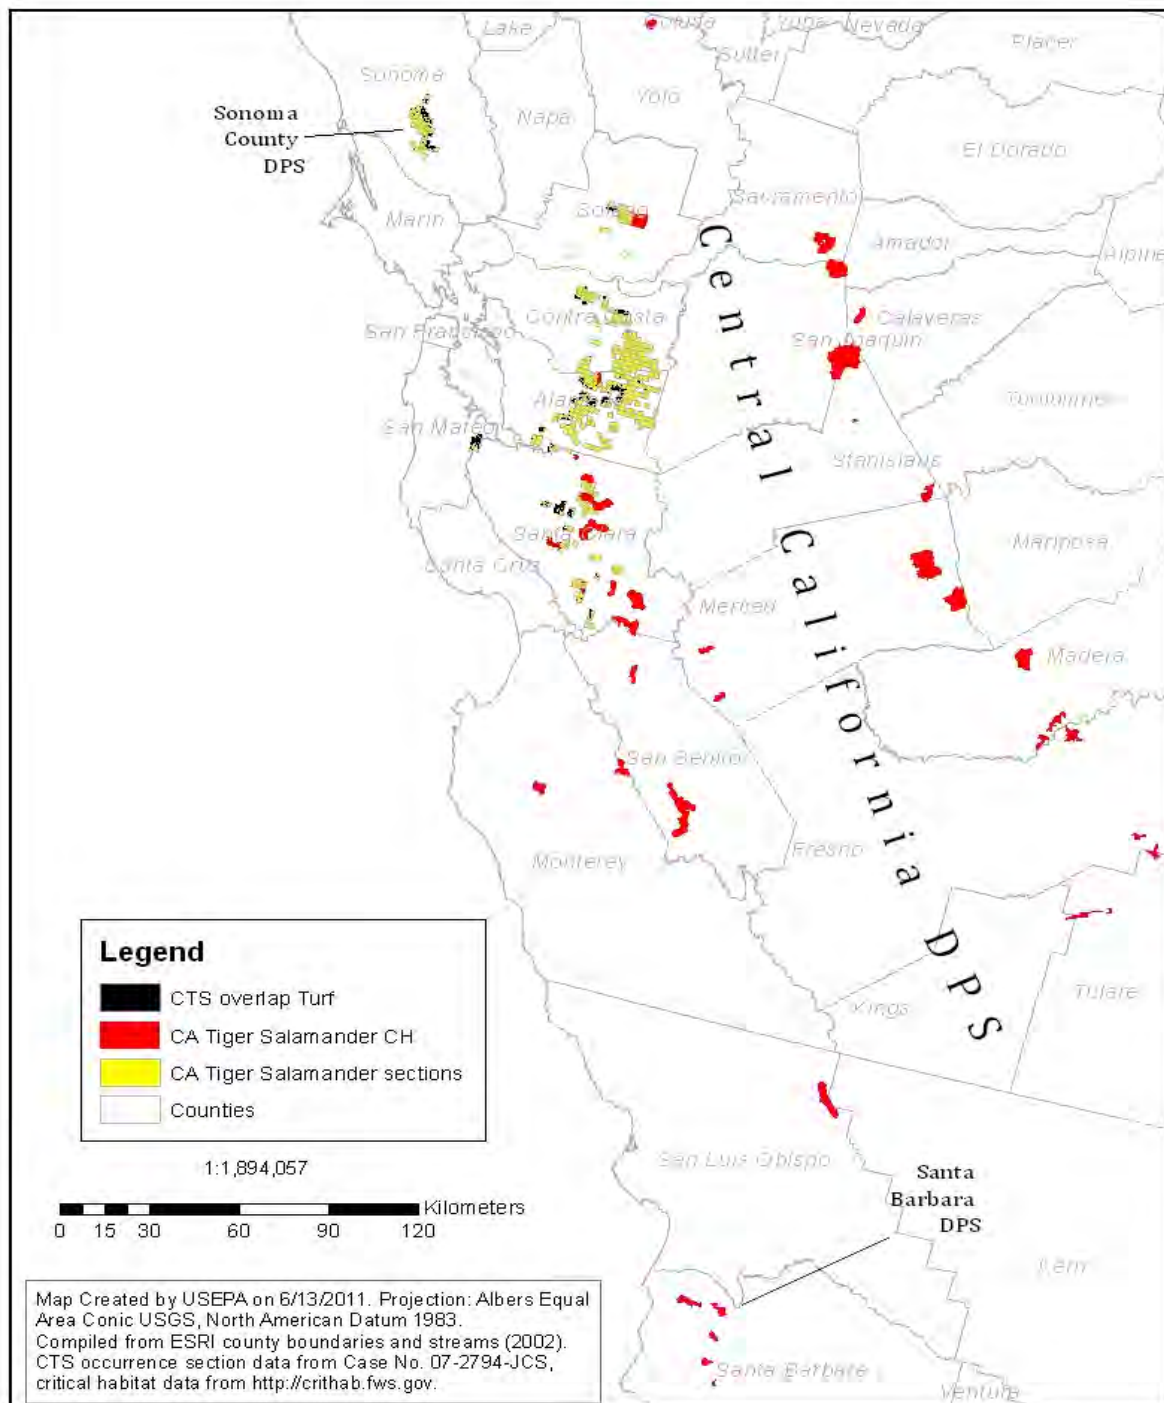 Colusa
Yuba
Nevada
Lake
Placer
Sutter
Sonoma
Yolo
Napa
Sonoma
County
DPS
El Dorado
Sacramento
Solano
Marin
Amador
Alpine
Contra Costa
Calaveras
San Francisco
San Joaquin
Tuolumne
Alameda
San Mateo
Stanislaus
Santa Clara
Mariposa
Santa Cruz
Merced
Madera
San Benito
Monterey
Fresno
Central California DPS
Kings
Tulare
Legend
CTS overlap Turf
CA Tiger Salamander CH
CA Tiger Salamander sections
Counties
1:1,894,057
Kilometers
0 15 30 60 90 120
San Luis Obispo
Santa
Barbara
DPS
Kern
Santa Barbara
Ventura
Map Created by USEPA on 6/13/2011. Projection: Albers Equal
Area Conic USGS, North American Datum 1983.
Compiled from ESRI county boundaries and streams (2002).
CTS occurrence section data from Case No. 07-2794-JCS,
critical habitat data from http://crithab.fws.gov.